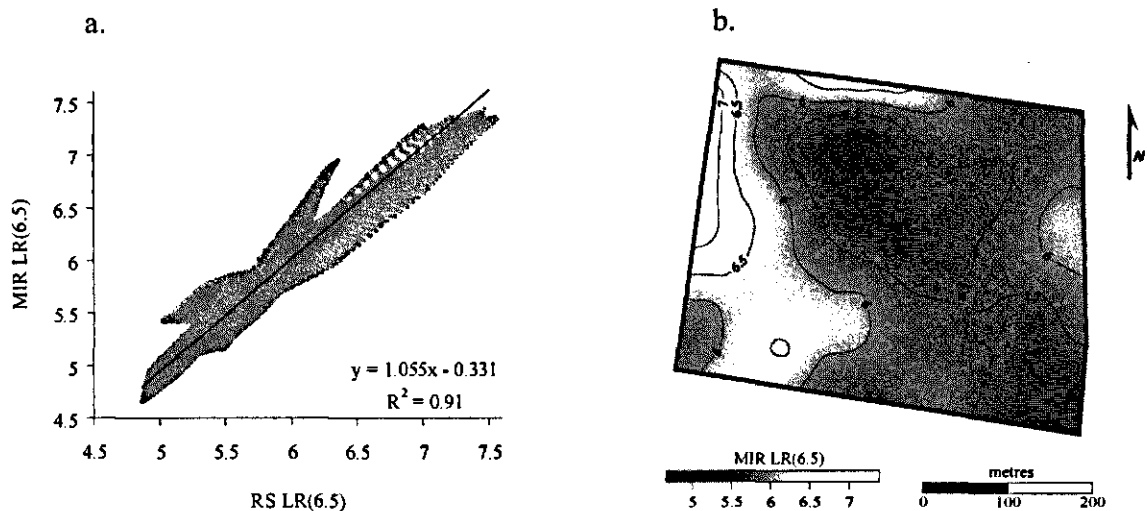 a.
7.5
7
6.5
6
5.5
5
4.5
MIR LR(6.5)
y = 1.055x - 0.331
R² = 0.91
4.5 5 5.5 6 6.5 7 7.5
RS LR(6.5)
b.
7
6.5
6.5
N
MIR LR(6.5)
5 5.5 6 6.5 7
metres
0 100 200